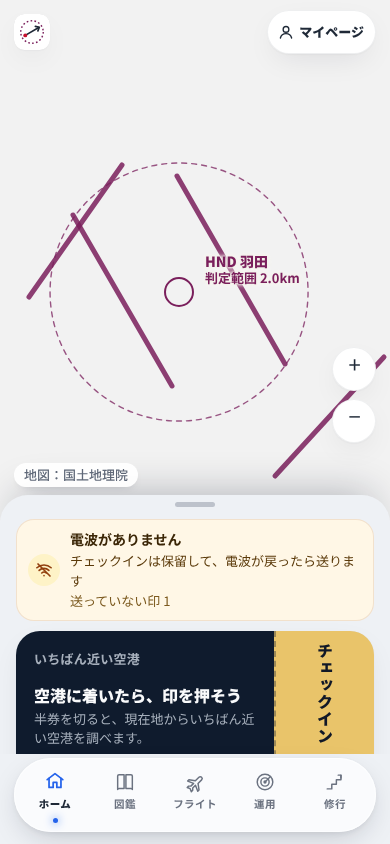 マイページ
HND 羽田
判定範囲 2.0km
+
−
地図：国土地理院
電波がありません
チェックインは保留して、電波が戻ったら送りま
す
送っていない印 1
いちばん近い空港
空港に着いたら、印を押そう
半券を切ると、現在地からいちばん近
い空港を調べます。
チェックイン
ホーム
図鑑
フライト
運用
修行